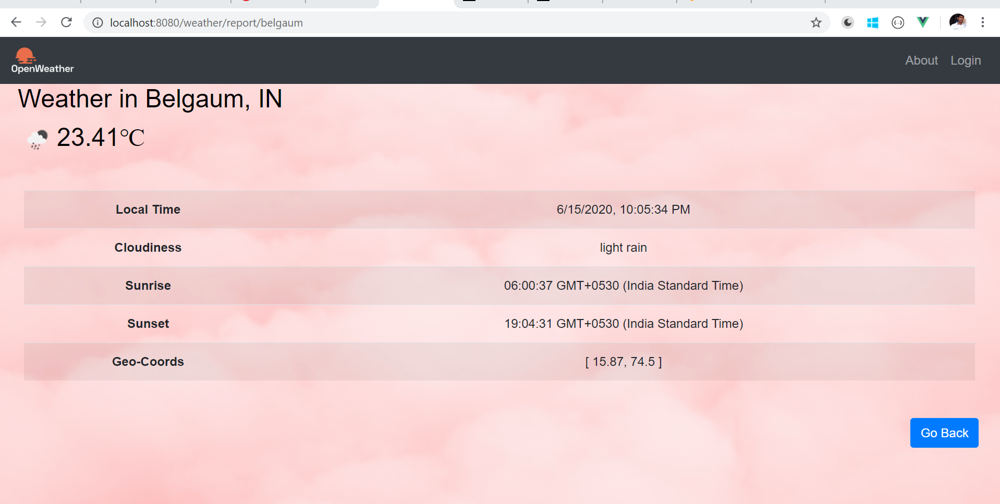 localhost:8080/weather/report/belgaum
OpenWeather
About Login
Weather in Belgaum, IN
23.41°C
Local Time 6/15/2020, 10:05:34 PM
Cloudiness light rain
Sunrise 06:00:37 GMT+0530 (India Standard Time)
Sunset 19:04:31 GMT+0530 (India Standard Time)
Geo-Coords [ 15.87, 74.5 ]
Go Back